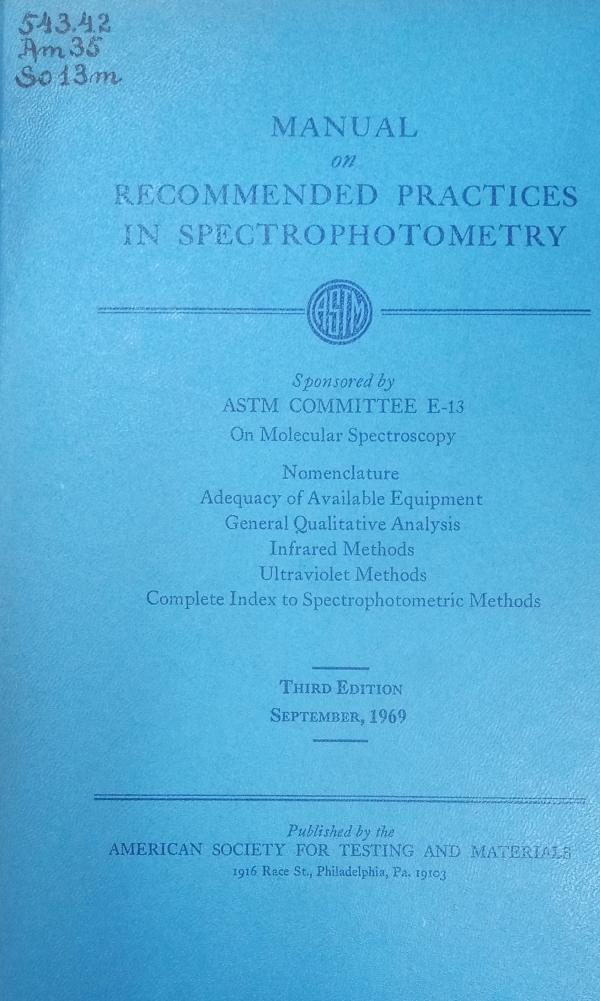 543.42
Am35
So13m
MANUAL
on
RECOMMENDED PRACTICES
IN SPECTROPHOTOMETRY
ASTM
Sponsored by
ASTM COMMITTEE E-13
On Molecular Spectroscopy
Nomenclature
Adequacy of Available Equipment
General Qualitative Analysis
Infrared Methods
Ultraviolet Methods
Complete Index to Spectrophotometric Methods
THIRD EDITION
SEPTEMBER, 1969
Published by the
AMERICAN SOCIETY FOR TESTING AND MATERIALS
1916 Race St., Philadelphia, Pa. 19103